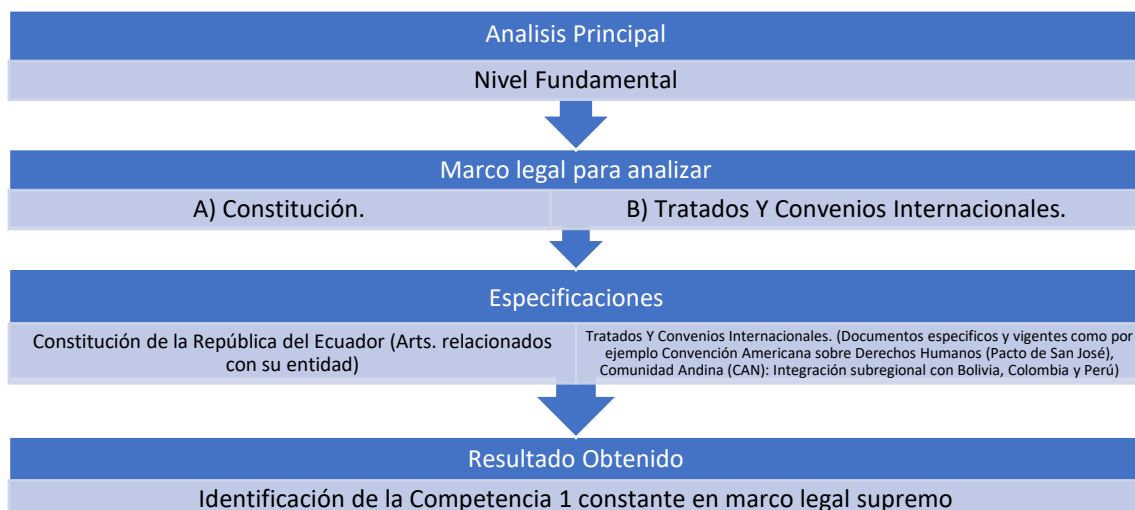 Analisis Principal
Nivel Fundamental
Marco legal para analizar
A) Constitución.
B) Tratados Y Convenios Internacionales.
Especificaciones
Constitución de la República del Ecuador (Arts. relacionados
con su entidad)
Tratados Y Convenios Internacionales. (Documentos especificos y vigentes como por
ejemplo Convención Americana sobre Derechos Humanos (Pacto de San José),
Comunidad Andina (CAN): Integración subregional con Bolivia, Colombia y Perú)
Resultado Obtenido
Identificación de la Competencia 1 constante en marco legal supremo